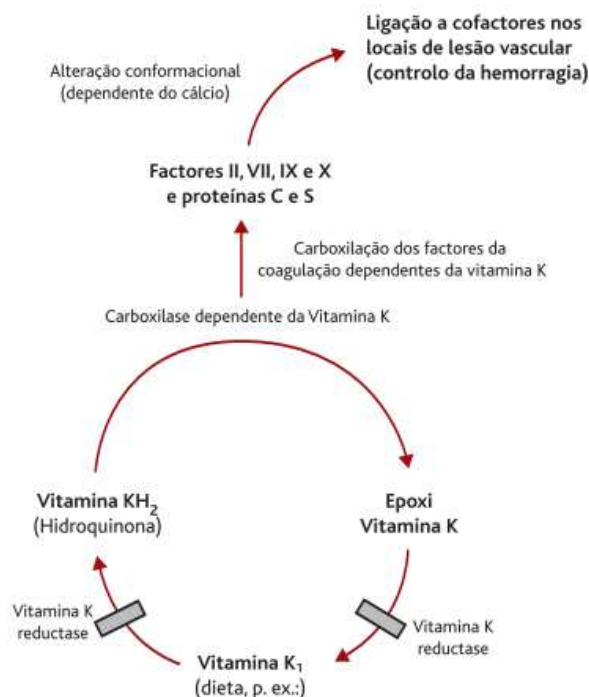 Ligação a cofactores nos
locais de lesão vascular
(controlo da hemorragia)
Alteração conformacional
(dependente do cálcio)
Factores II, VII, IX e X
e proteínas C e S
Carboxilação dos factores da
coagulação dependentes da vitamina K
Carboxilase dependente da Vitamina K
Vitamina KH₂
(Hidroquinona)
Epoxi
Vitamina K
Vitamina K
reductase
Vitamina K
reductase
Vitamina K₁
(dieta, p. ex.:)